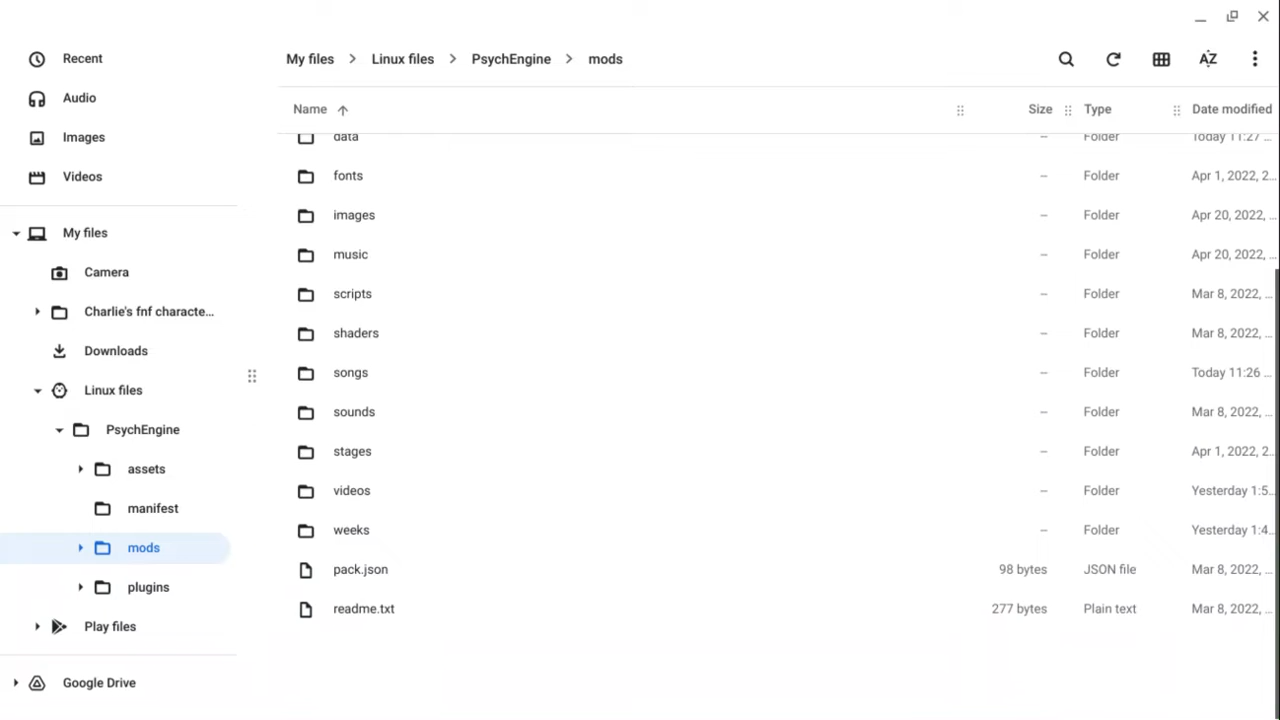 Recent
Audio
Images
Videos
My files
Camera
Charlie's fnf characte...
Downloads
Linux files
PsychEngine
assets
manifest
mods
plugins
Play files
Google Drive
My files > Linux files > PsychEngine > mods
Name Size Type Date modified
data -- Folder Today 11:27 ...
fonts -- Folder Apr 1, 2022, 2...
images -- Folder Apr 20, 2022, ...
music -- Folder Apr 20, 2022, ...
scripts -- Folder Mar 8, 2022, ...
shaders -- Folder Mar 8, 2022, ...
songs -- Folder Today 11:26 ...
sounds -- Folder Mar 8, 2022, ...
stages -- Folder Apr 1, 2022, 2...
videos -- Folder Yesterday 1:5...
weeks -- Folder Yesterday 1:4...
pack.json 98 bytes JSON file Mar 8, 2022, ...
readme.txt 277 bytes Plain text Mar 8, 2022, ...